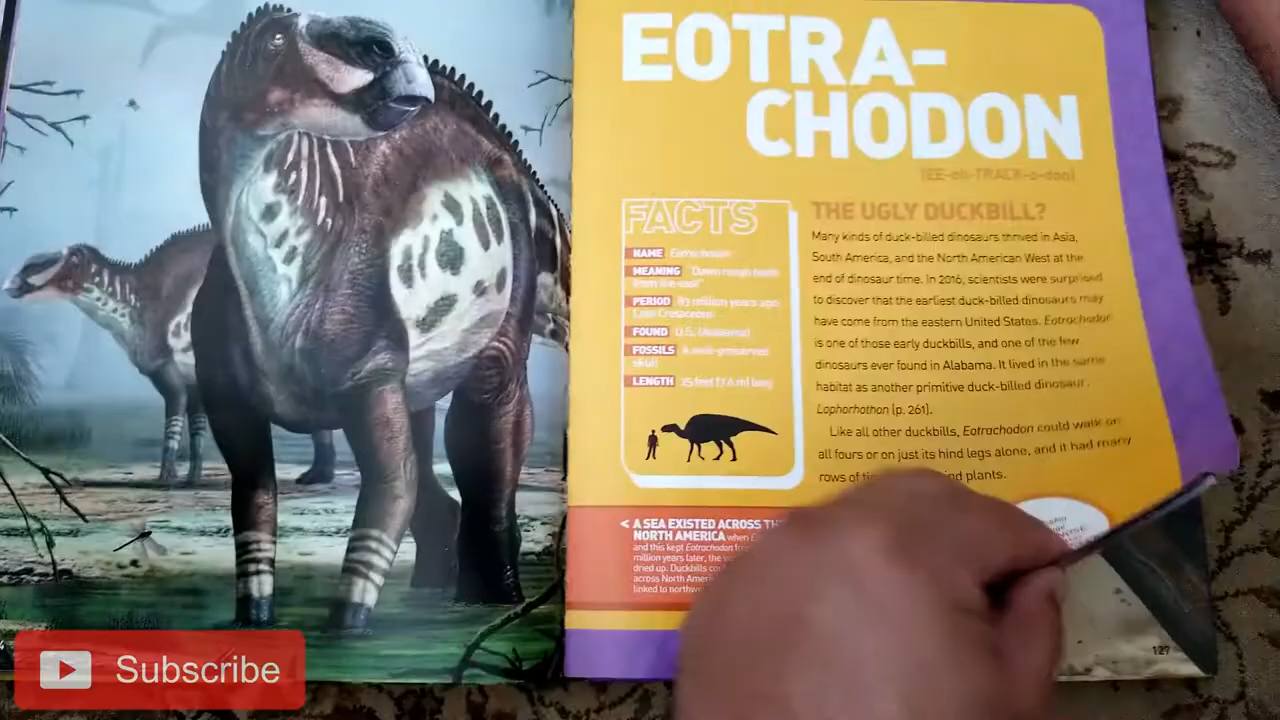 EOTRA-
CHODON
(EE-oh-TRACK-o-don)
FACTS
NAME Eotrachodon
MEANING "Dawn rough tooth
from the east"
PERIOD 83 million years ago,
Late Cretaceous
FOUND U.S. (Alabama)
FOSSILS A well-preserved
skull
LENGTH 25 feet (7.6 m) long
THE UGLY DUCKBILL?
Many kinds of duck-billed dinosaurs thrived in Asia,
South America, and the North American West at the
end of dinosaur time. In 2016, scientists were surprised
to discover that the earliest duck-billed dinosaurs may
have come from the eastern United States. Eotrachodon
is one of those early duckbills, and one of the few
dinosaurs ever found in Alabama. It lived in the same
habitat as another primitive duck-billed dinosaur,
Lophorhothon (p. 261).
Like all other duckbills, Eotrachodon could walk on
all fours or on just its hind legs alone, and it had many
rows of plants.
< A SEA EXISTED ACROSS
NORTH AMERICA when
and this kept Eotrachodon
million years later, the
dried up. Duckbills
across North America
linked to
127
Subscribe